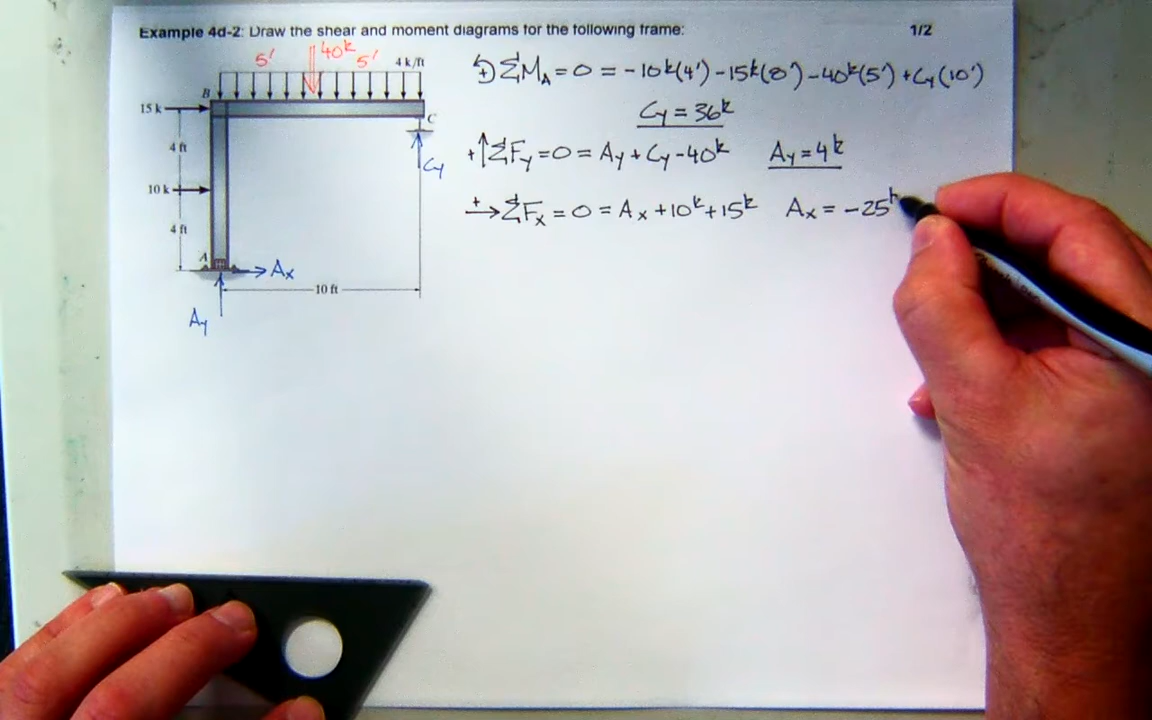 Example 4d-2: Draw the shear and moment diagrams for the following frame: 1/2
5' 40k 5' 4 k/ft
B
15 k
C
4 ft
Cy
10 k
4 ft
A
Ax
10 ft
Ay
+ ΣM_A = 0 = -10k(4') - 15k(8') - 40k(5') + Cy(10')
Cy = 36k
+↑ΣFy = 0 = Ay + Cy - 40k Ay = 4k
+→ΣFx = 0 = Ax + 10k + 15k Ax = -25k